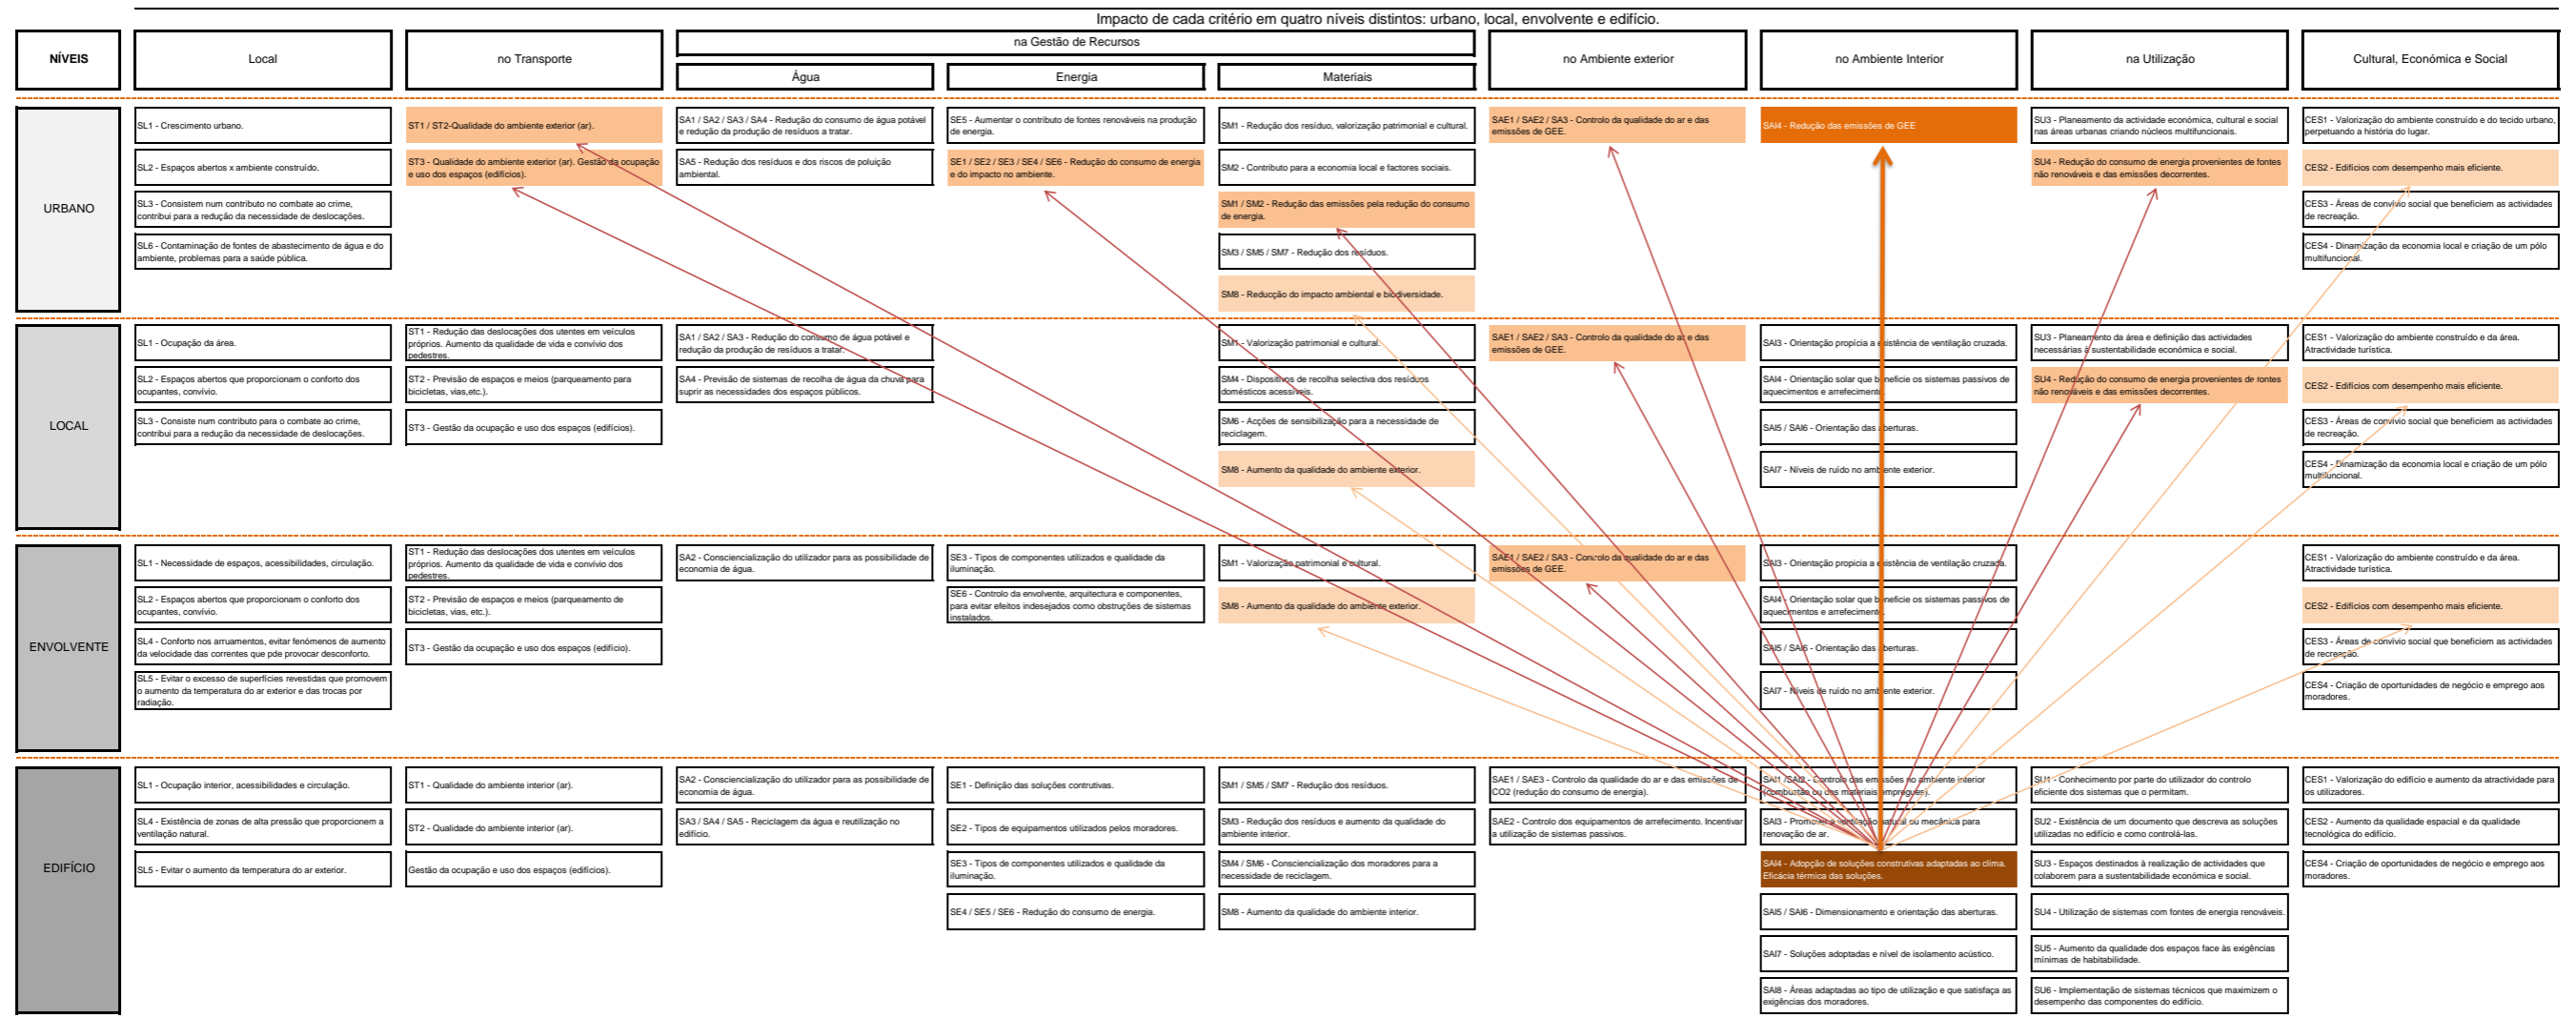 Impacto de cada critério em quatro níveis distintos: urbano, local, envolvente e edifício.
NÍVEIS
Local
no Transporte
na Gestão de Recursos
Água
Energia
Materiais
no Ambiente exterior
no Ambiente Interior
na Utilização
Cultural, Económica e Social
URBANO
SL1 - Crescimento urbano.
SL2 - Espaços abertos x ambiente construído.
SL3 - Consistem num contributo no combate ao crime,
contribui para a redução da necessidade de deslocações.
SL6 - Contaminação de fontes de abastecimento de água e do
ambiente, problemas para a saúde pública.
ST1 / ST2-Qualidade do ambiente exterior (ar).
ST3 - Qualidade do ambiente exterior (ar). Gestão da ocupação
e uso dos espaços (edifícios).
SA1 / SA2 / SA3 / SA4 - Redução do consumo de água potável
e redução da produção de resíduos a tratar.
SA5 - Redução dos resíduos e dos riscos de poluição
ambiental.
SE5 - Aumentar o contributo de fontes renováveis na produção
de energia.
SE1 / SE2 / SE3 / SE4 / SE6 - Redução do consumo de energia
e do impacto no ambiente.
SM1 - Redução dos resíduo, valorização patrimonial e cultural.
SM2 - Contributo para a economia local e factores sociais.
SM1 / SM2 - Redução das emissões pela redução do consumo
de energia.
SM3 / SM5 / SM7 - Redução dos resíduos.
SM8 - Reducção do impacto ambiental e biodiversidade.
SAE1 / SAE2 / SA3 - Controlo da qualidade do ar e das
emissões de GEE.
SAI4 - Redução das emissões de GEE
SU3 - Planeamento da actividade económica, cultural e social
nas áreas urbanas criando núcleos multifuncionais.
SU4 - Redução do consumo de energia provenientes de fontes
não renováveis e das emissões decorrentes.
CES1 - Valorização do ambiente construído e do tecido urbano,
perpetuando a história do lugar.
CES2 - Edifícios com desempenho mais eficiente.
CES3 - Áreas de convívio social que beneficiem as actividades
de recreação.
CES4 - Dinamização da economia local e criação de um pólo
multifuncional.
LOCAL
SL1 - Ocupação da área.
SL2 - Espaços abertos que proporcionam o conforto dos
ocupantes, convívio.
SL3 - Consiste num contributo para o combate ao crime,
contribui para a redução da necessidade de deslocações.
ST1 - Redução das deslocações dos utentes em veículos
próprios. Aumento da qualidade de vida e convívio dos
pedestres.
ST2 - Previsão de espaços e meios (parqueamento para
bicicletas, vias,etc.).
ST3 - Gestão da ocupação e uso dos espaços (edifícios).
SA1 / SA2 / SA3 - Redução do consumo de água potável e
redução da produção de resíduos a tratar.
SA4 - Previsão de sistemas de recolha de água da chuva para
suprir as necessidades dos espaços públicos.
SM1 - Valorização patrimonial e cultural.
SM4 - Dispositivos de recolha selectiva dos resíduos
domésticos acessíveis.
SM6 - Acções de sensibilização para a necessidade de
reciclagem.
SM8 - Aumento da qualidade do ambiente exterior.
SAE1 / SAE2 / SA3 - Controlo da qualidade do ar e das
emissões de GEE.
SAI3 - Orientação propícia a existência de ventilação cruzada.
SAI4 - Orientação solar que beneficie os sistemas passivos de
aquecimentos e arrefecimento.
SAI5 / SAI6 - Orientação das aberturas.
SAI7 - Níveis de ruído no ambiente exterior.
SU3 - Planeamento da área e definição das actividades
necessárias à sustentabilidade económica e social.
SU4 - Redução do consumo de energia provenientes de fontes
não renováveis e das emissões decorrentes.
CES1 - Valorização do ambiente construído e da área.
Atractividade turística.
CES2 - Edifícios com desempenho mais eficiente.
CES3 - Áreas de convívio social que beneficiem as actividades
de recreação.
CES4 - Dinamização da economia local e criação de um pólo
multifuncional.
ENVOLVENTE
SL1 - Necessidade de espaços, acessibilidades, circulação.
SL2 - Espaços abertos que proporcionam o conforto dos
ocupantes, convívio.
SL4 - Conforto nos arruamentos, evitar fenómenos de aumento
da velocidade das correntes que pde provocar desconforto.
SL5 - Evitar o excesso de superfícies revestidas que promovem
o aumento da temperatura do ar exterior e das trocas por
radiação.
ST1 - Redução das deslocações dos utentes em veículos
próprios. Aumento da qualidade de vida e convívio dos
pedestres.
ST2 - Previsão de espaços e meios (parqueamento de
bicicletas, vias, etc.).
ST3 - Gestão da ocupação e uso dos espaços (edifício).
SA2 - Consciencialização do utilizador para as possibilidade de
economia de água.
SE3 - Tipos de componentes utilizados e qualidade da
iluminação.
SE6 - Controlo da envolvente, arquitectura e componentes,
para evitar efeitos indesejados como obstruções de sistemas
instalados.
SM1 - Valorização patrimonial e cultural.
SM8 - Aumento da qualidade do ambiente exterior.
SAE1 / SAE2 / SA3 - Controlo da qualidade do ar e das
emissões de GEE.
SAI3 - Orientação propicia a existência de ventilação cruzada.
SAI4 - Orientação solar que beneficie os sistemas passivos de
aquecimentos e arrefecimento.
SAI5 / SAI6 - Orientação das aberturas.
SAI7 - Níveis de ruído no ambiente exterior.
CES1 - Valorização do ambiente construído e da área.
Atractividade turística.
CES2 - Edifícios com desempenho mais eficiente.
CES3 - Áreas de convívio social que beneficiem as actividades
de recreação.
CES4 - Criação de oportunidades de negócio e emprego aos
moradores.
EDIFÍCIO
SL1 - Ocupação interior, acessibilidades e circulação.
SL4 - Existência de zonas de alta pressão que proporcionem a
ventilação natural.
SL5 - Evitar o aumento da temperatura do ar exterior.
ST1 - Qualidade do ambiente interior (ar).
ST2 - Qualidade do ambiente interior (ar).
Gestão da ocupação e uso dos espaços (edifícios).
SA2 - Consciencialização do utilizador para as possibilidade de
economia de água.
SA3 / SA4 / SA5 - Reciclagem da água e reutilização no
edifício.
SE1 - Definição das soluções contrutivas.
SE2 - Tipos de equipamentos utilizados pelos moradores.
SE3 - Tipos de componentes utilizados e qualidade da
iluminação.
SE4 / SE5 / SE6 - Redução do consumo de energia.
SM1 / SM5 / SM7 - Redução dos resíduos.
SM3 - Redução dos resíduos e aumento da qualidade do
ambiente interior.
SM4 / SM6 - Consciencialização dos moradores para a
necessidade de reciclagem.
SM8 - Aumento da qualidade do ambiente interior.
SAE1 / SAE3 - Controlo da qualidade do ar e das emissões de
CO2 (redução do consumo de energia).
SAE2 - Controlo dos equipamentos de arrefecimento. Incentivar
a utilização de sistemas passivos.
SAI1 /SAI2 - Controlo das emissões no ambiente interior
(combustão ou dos materiais empregues).
SAI3 - Promover a ventilação natural ou mecânica para
renovação de ar.
SAI4 - Adopção de soluções construtivas adaptadas ao clima.
Eficácia térmica das soluções.
SAI5 / SAI6 - Dimensionamento e orientação das aberturas.
SAI7 - Soluções adoptadas e nível de isolamento acústico.
SAI8 - Áreas adaptadas ao tipo de utilização e que satisfaça as
exigências dos moradores.
SU1 - Conhecimento por parte do utilizador do controlo
eficiente dos sistemas que o permitam.
SU2 - Existência de um documento que descreva as soluções
utilizadas no edifício e como controlá-las.
SU3 - Espaços destinados à realização de actividades que
colaborem para a sustentabilidade económica e social.
SU4 - Utilização de sistemas com fontes de energia renováveis.
SU5 - Aumento da qualidade dos espaços face às exigências
mínimas de habitabilidade.
SU6 - Implementação de sistemas técnicos que maximizem o
desempenho das componentes do edifício.
CES1 - Valorização do edifício e aumento da atractividade para
os utilizadores.
CES2 - Aumento da qualidade espacial e da qualidade
tecnológica do edifício.
CES4 - Criação de oportunidades de negócio e emprego aos
moradores.